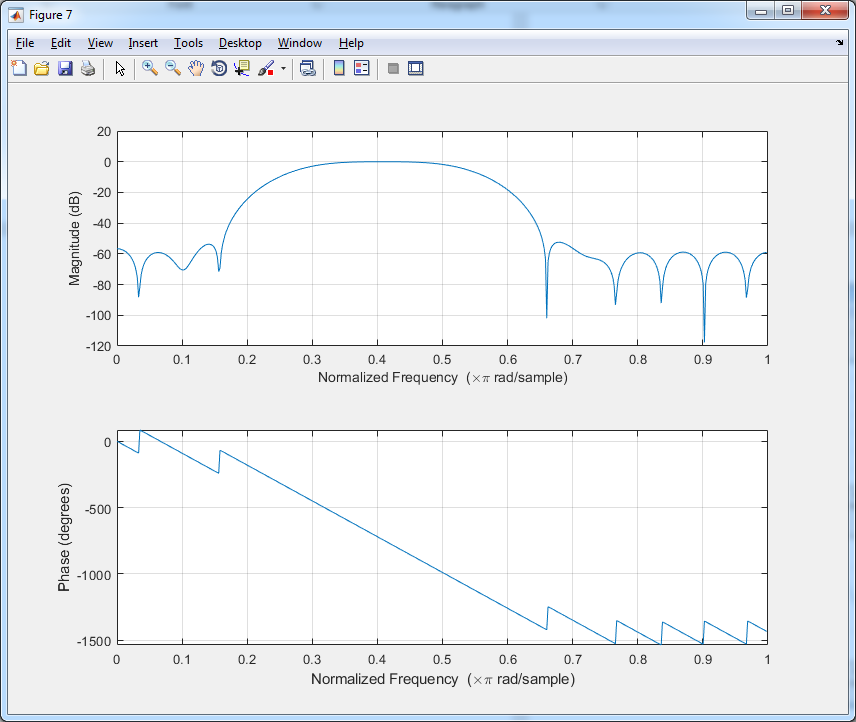 Figure 7
File Edit View Insert Tools Desktop Window Help
20
0
-20
-40
-60
-80
-100
-120
Magnitude (dB)
0 0.1 0.2 0.3 0.4 0.5 0.6 0.7 0.8 0.9 1
Normalized Frequency (×π rad/sample)
0
-500
-1000
-1500
Phase (degrees)
0 0.1 0.2 0.3 0.4 0.5 0.6 0.7 0.8 0.9 1
Normalized Frequency (×π rad/sample)